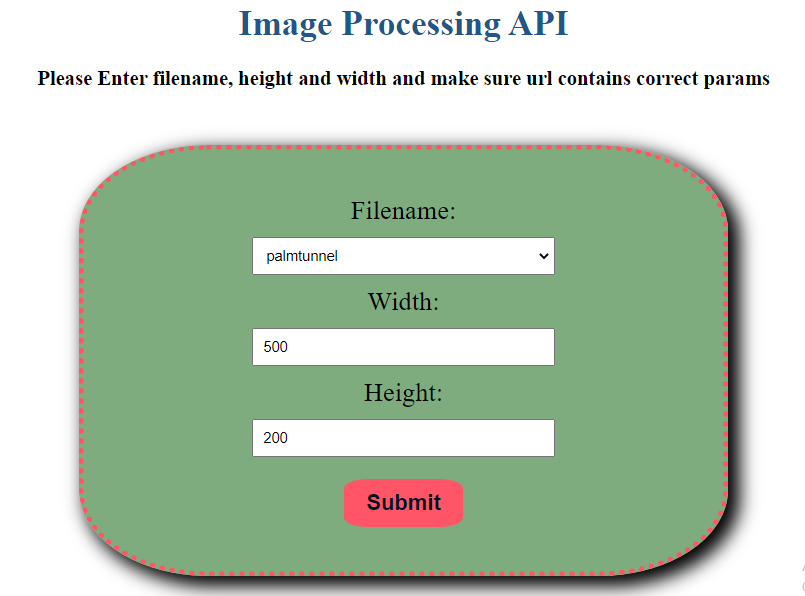 Image Processing API
Please Enter filename, height and width and make sure url contains correct params
Filename:
palmtunnel
Width:
500
Height:
200
Submit